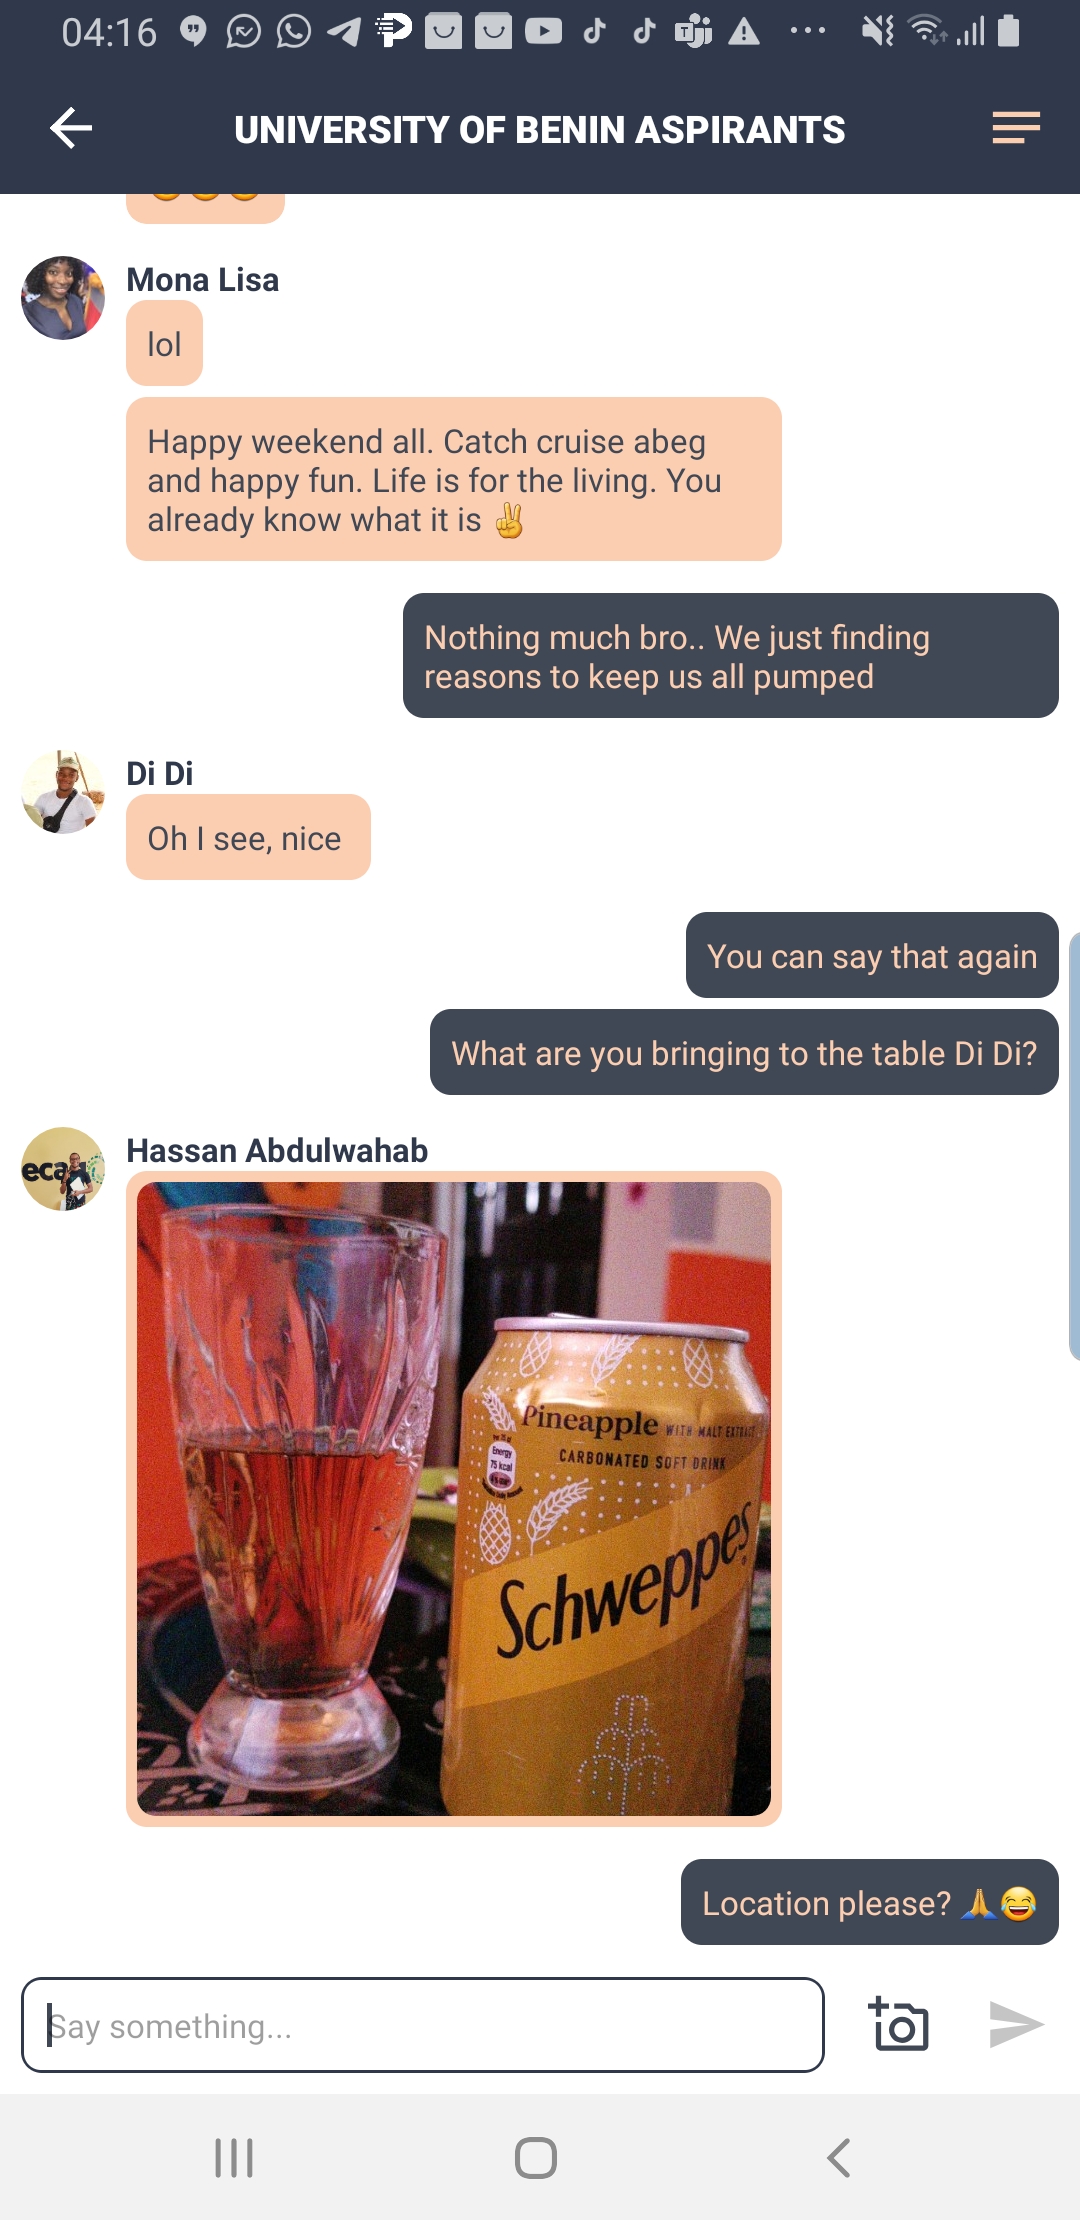 04:16
UNIVERSITY OF BENIN ASPIRANTS
Mona Lisa
lol
Happy weekend all. Catch cruise abeg
and happy fun. Life is for the living. You
already know what it is ✌
Nothing much bro.. We just finding
reasons to keep us all pumped
Di Di
Oh I see, nice
You can say that again
What are you bringing to the table Di Di?
eca
Hassan Abdulwahab
Pineapple WITH MALT EXTRACT
CARBONATED SOFT DRINK
Energy
75 kcal
Schweppes
Location please? 🙏😂
Say something...